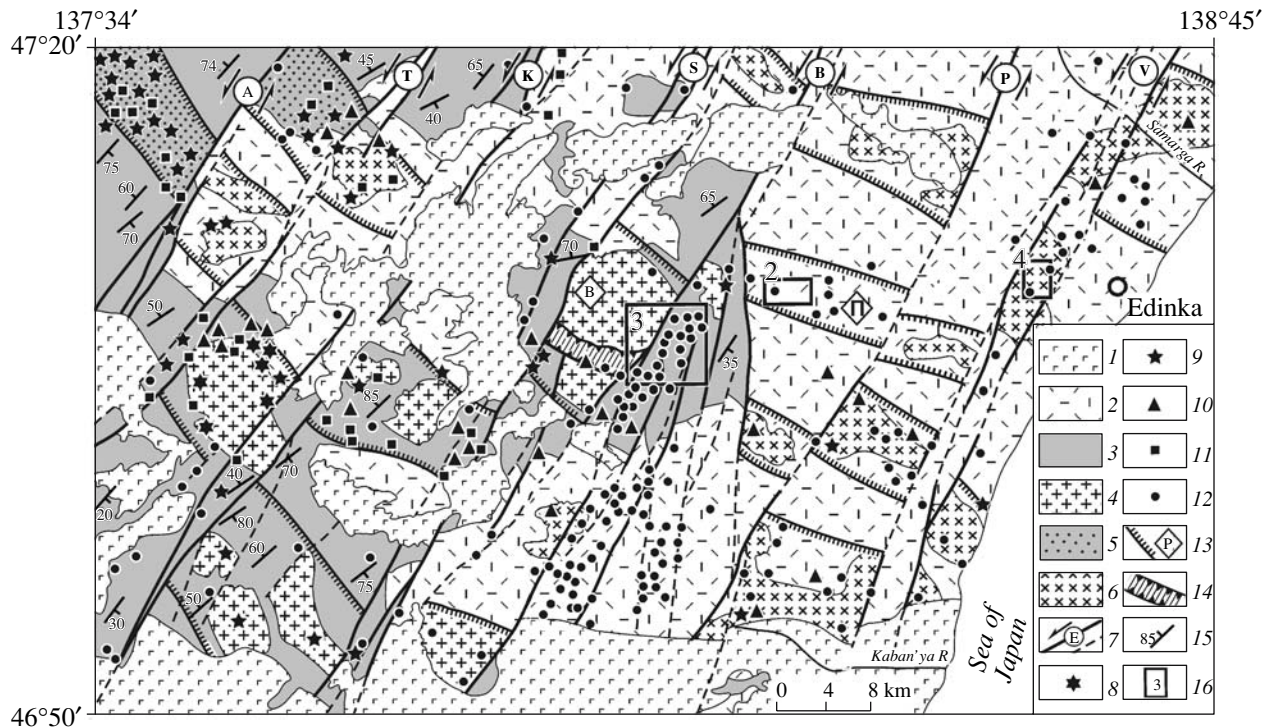 137°34′ 138°45′
47°20′
74 45 65
A T K S B P V
40
Samarga R
75
60
65
70
70
4
B 2
П
Edinka
50
3
35
85
1 9
2 10
3 11
40 70
4 12
20
80
5 P 13
60
6 14
75
50
E 7 85 15
30
Sea of
Japan
Kaban'ya R
8 3 16
0 4 8 km
46°50′